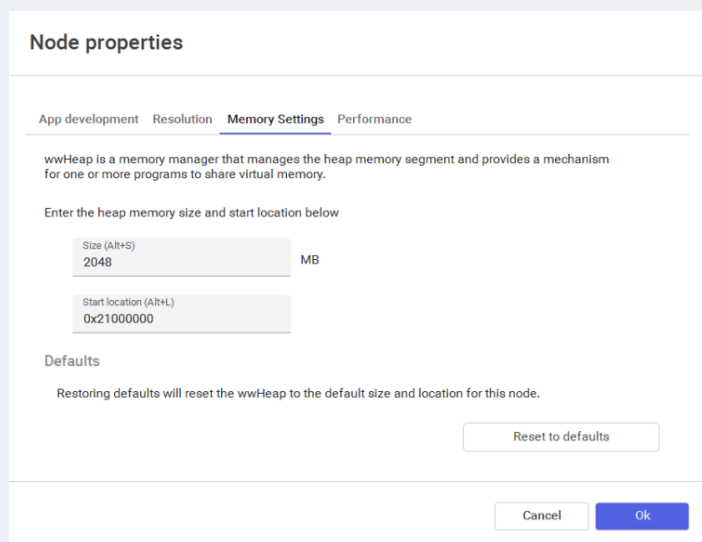 Node properties
App development Resolution Memory Settings Performance
wwHeap is a memory manager that manages the heap memory segment and provides a mechanism
for one or more programs to share virtual memory.
Enter the heap memory size and start location below
Size (Alt+S)
2048 MB
Start location (Alt+L)
0x21000000
Defaults
Restoring defaults will reset the wwHeap to the default size and location for this node.
Reset to defaults
Cancel Ok